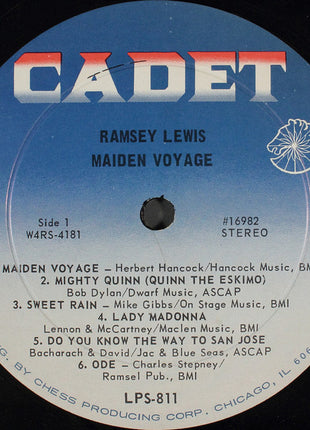 CADET
RAMSEY LEWIS
MAIDEN VOYAGE
Side 1
W4RS-4181
#16982
STEREO
MAIDEN VOYAGE – Herbert Hancock/Hancock Music, BM
2. MIGHTY QUINN (QUINN THE ESKIMO)
Bob Dylan/Dwarf Music, ASCAP
3. SWEET RAIN – Mike Gibbs/On Stage Music, BMI
4. LADY MADONNA
Lennon & McCartney/Maclen Music, BMI
5. DO YOU KNOW THE WAY TO SAN JOSE
Bacharach & David/Jac & Blue Seas, ASCAP
6. ODE – Charles Stepney/
Ramsel Pub., BMI
LPS-811
G. BY CHESS PRODUCING CORP. CHICAGO, IL 60